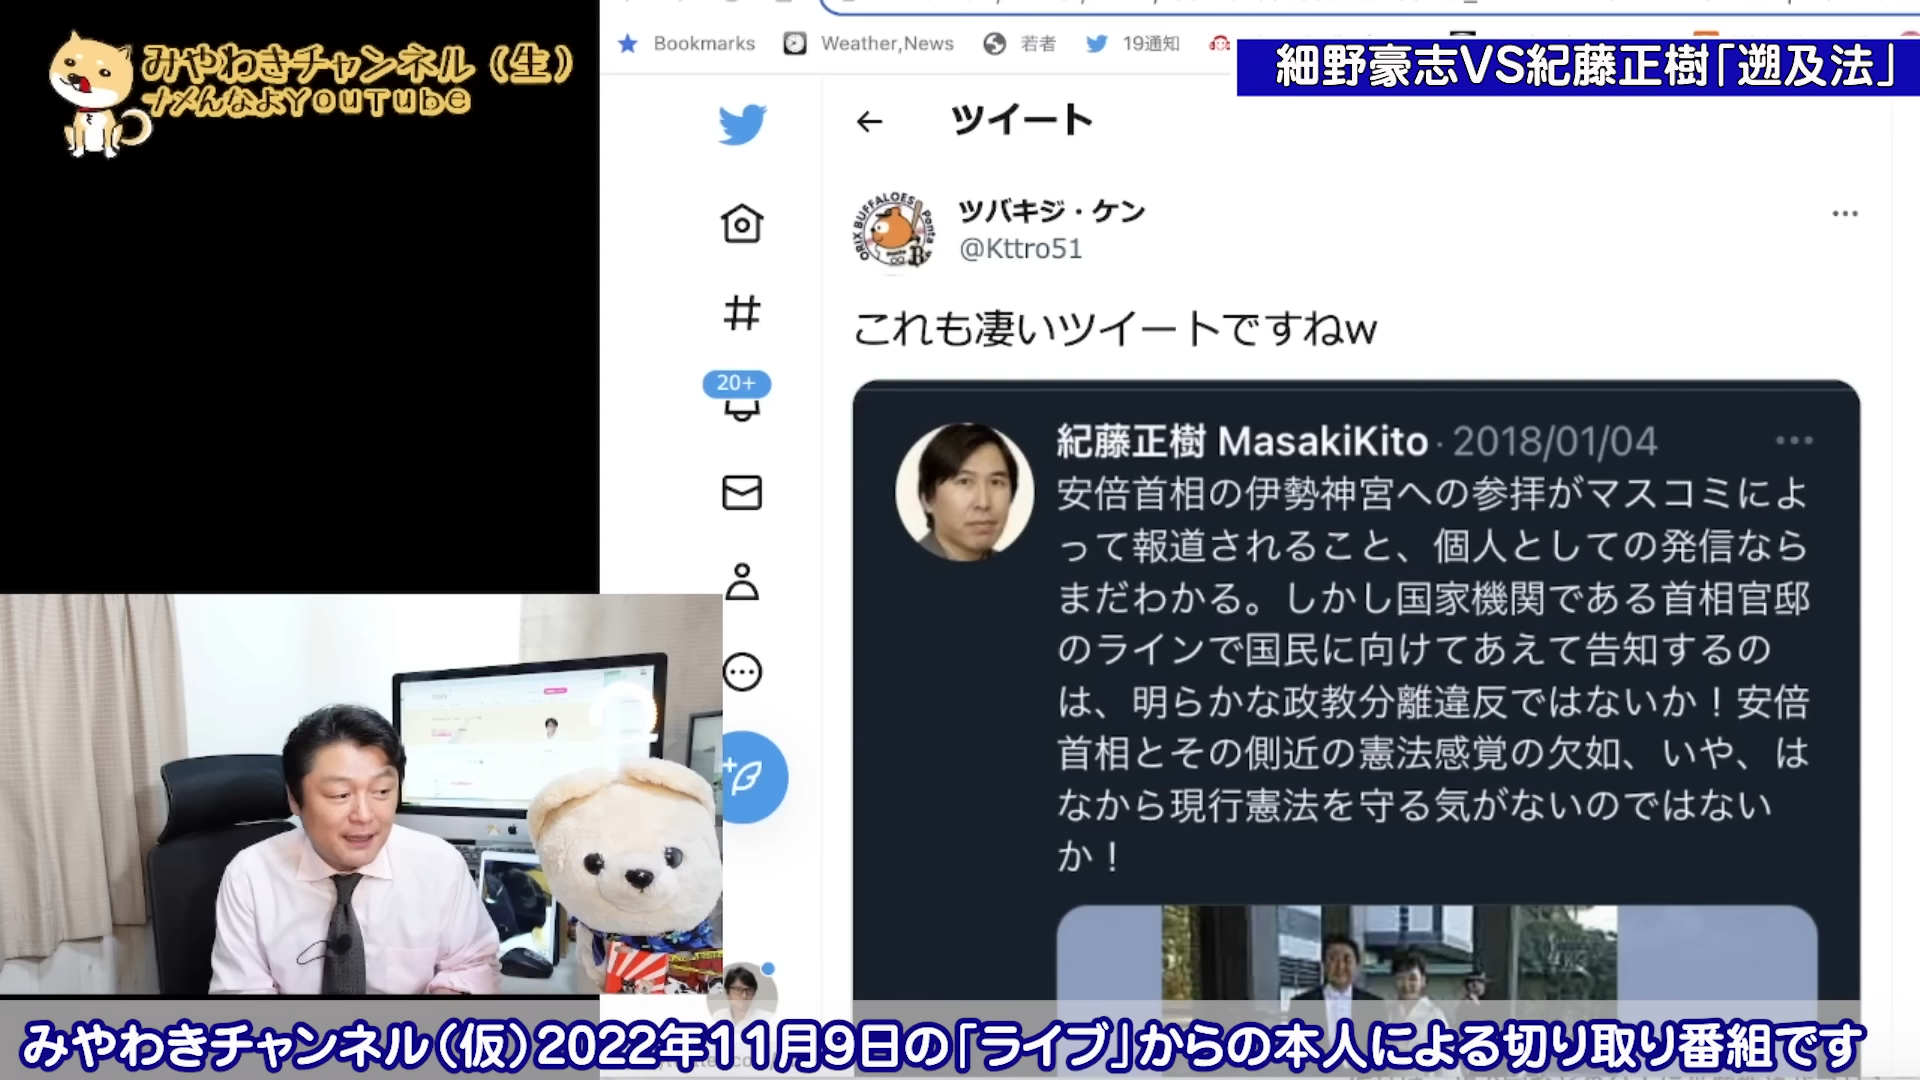 みやわきチャンネル（生）
ナメんなよYouTube
Bookmarks Weather,News 若者 19通知
細野豪志VS紀藤正樹「遡及法」
ツイート
ORIX BUFFALOES Ponta
ツバキジ・ケン
@Kttro51
これも凄いツイートですねw
20+
紀藤正樹 MasakiKito · 2018/01/04
安倍首相の伊勢神宮への参拝がマスコミによ
って報道されること、個人としての発信なら
まだわかる。しかし国家機関である首相官邸
のラインで国民に向けてあえて告知するの
は、明らかな政教分離違反ではないか！安倍
首相とその側近の憲法感覚の欠如、いや、は
なから現行憲法を守る気がないのではない
か！
みやわきチャンネル（仮）2022年11月9日の「ライブ」からの本人による切り取り番組です